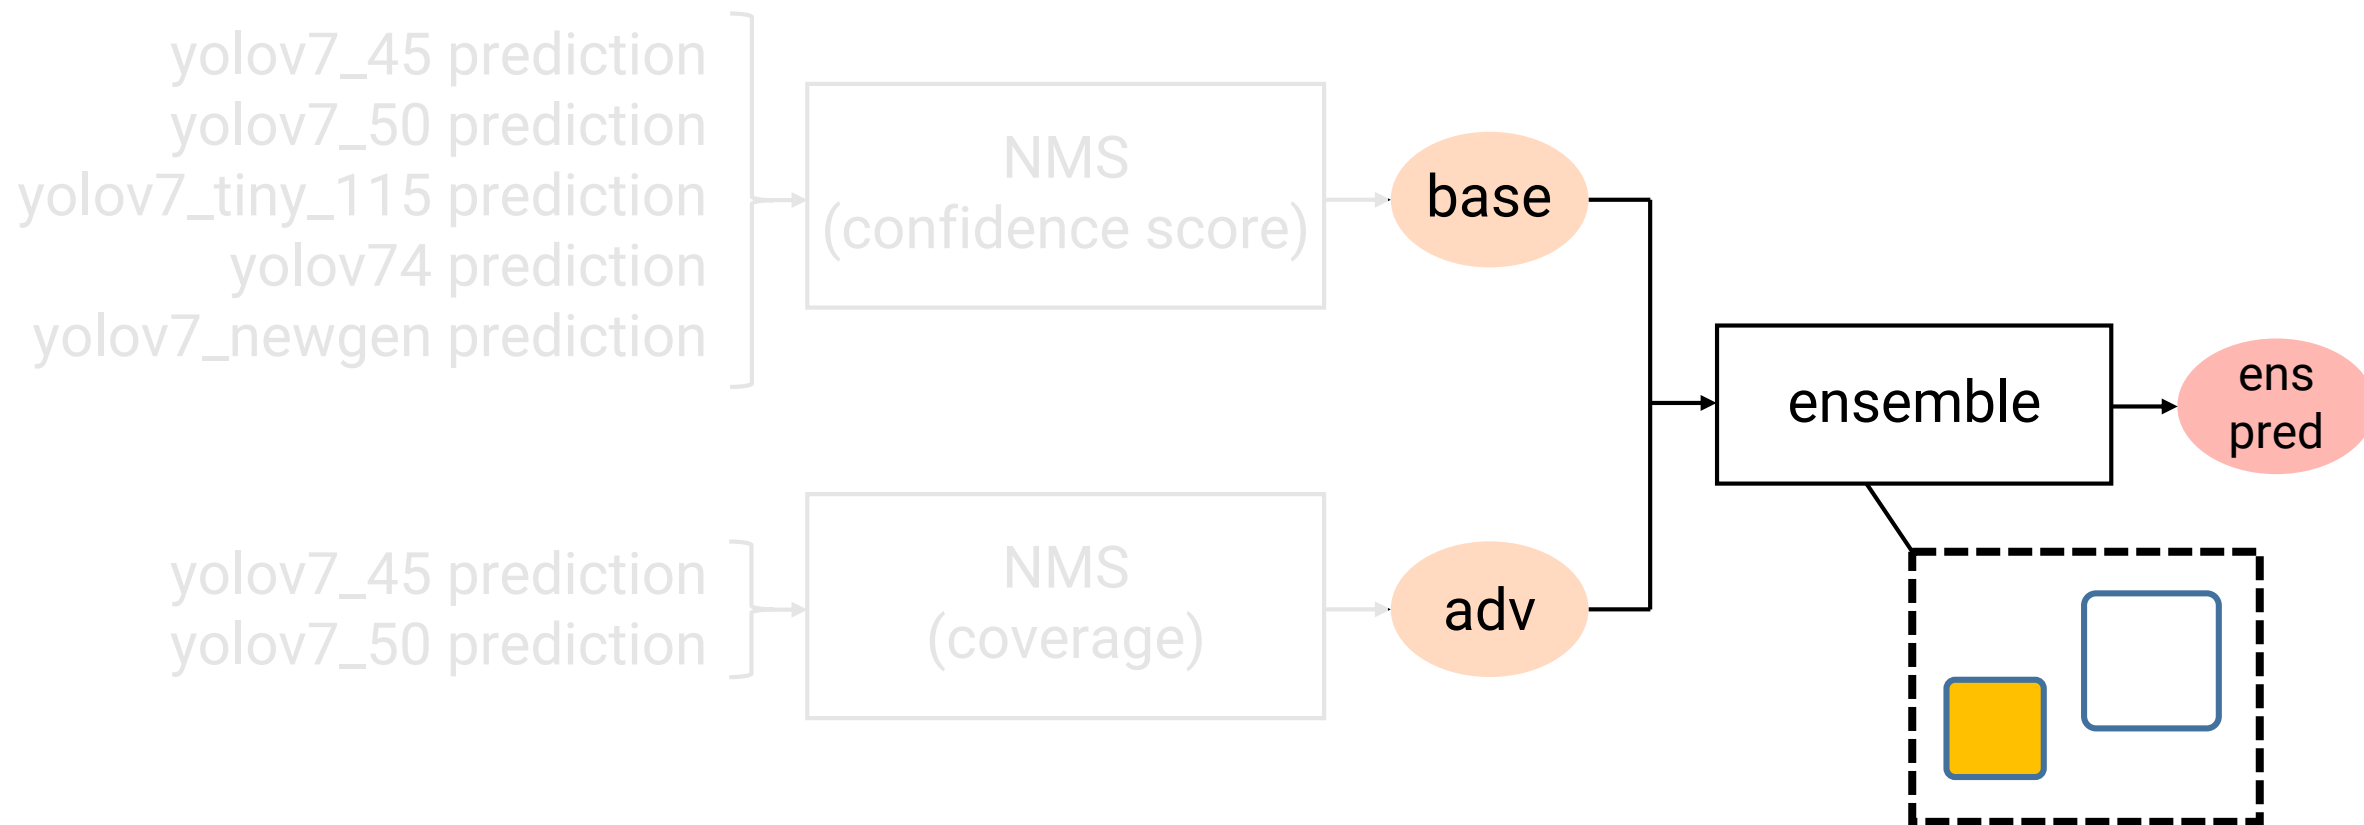 yolov7_45 prediction
yolov7_50 prediction
yolov7_tiny_115 prediction
yolov74 prediction
yolov7_newgen prediction
NMS
(confidence score)
base
ensemble
ens
pred
yolov7_45 prediction
yolov7_50 prediction
NMS
(coverage)
adv